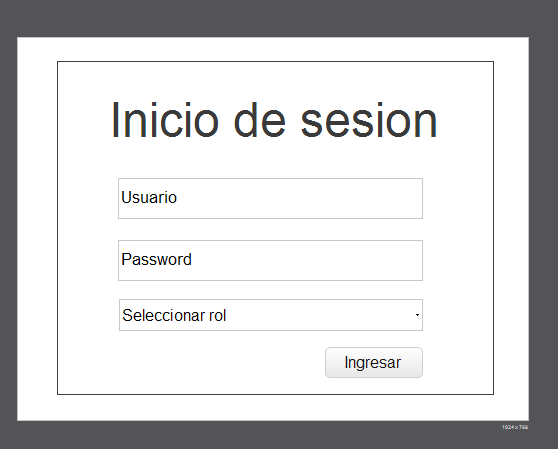 Inicio de sesion
Usuario
Password
Seleccionar rol
Ingresar
1024 x 768